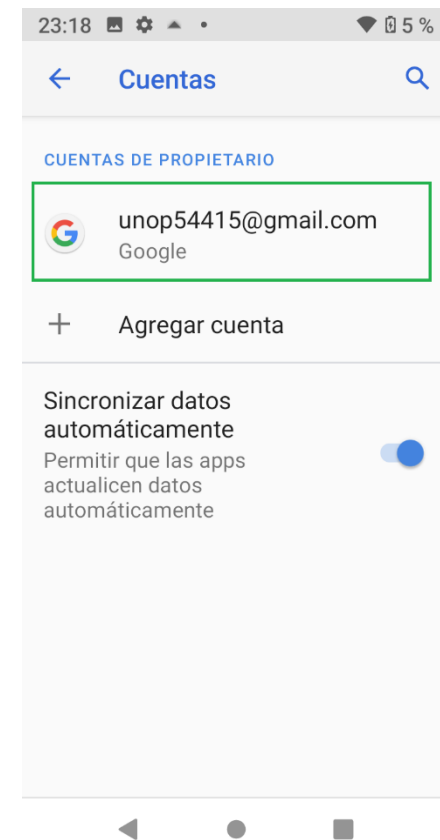 23:18 5 %
Cuentas
CUENTAS DE PROPIETARIO
unop54415@gmail.com
Google
Agregar cuenta
Sincronizar datos
automáticamente
Permitir que las apps
actualicen datos
automáticamente